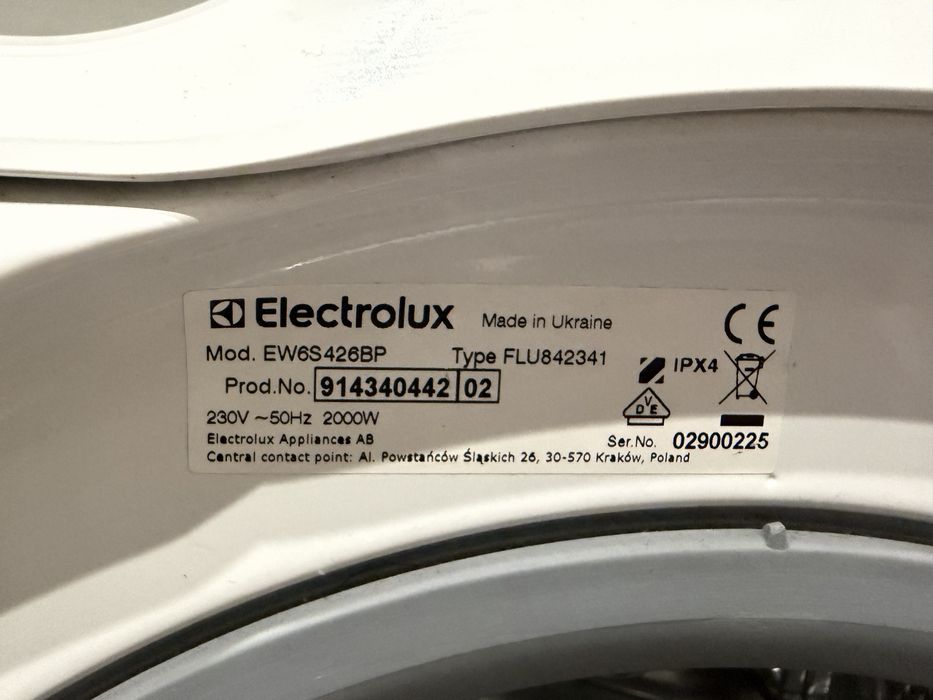 Electrolux Made in Ukraine CE
Mod. EW6S426BP Type FLU842341
IPX4
Prod.No. 914340442 02
DVE
230V ~50Hz 2000W
Electrolux Appliances AB
Ser.No. 02900225
Central contact point: Al. Powstańców Śląskich 26, 30-570 Kraków, Poland